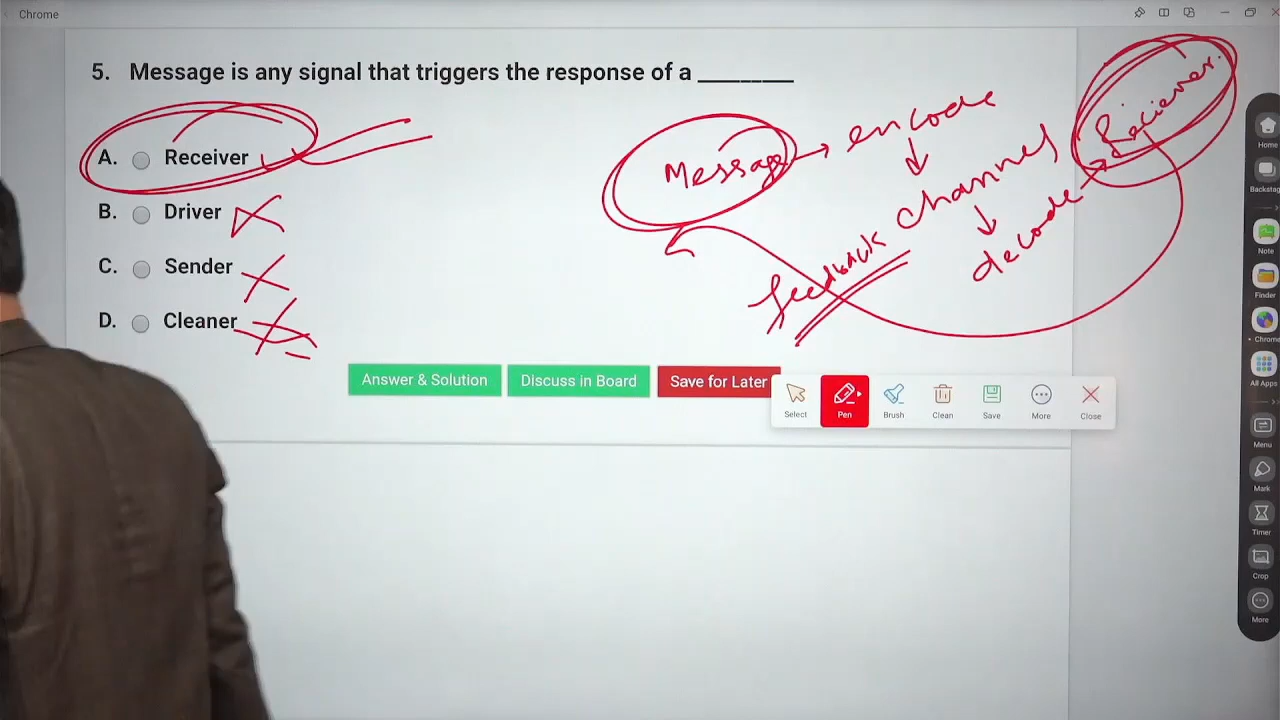 Chrome
5. Message is any signal that triggers the response of a ________
A. Receiver
B. Driver
C. Sender
D. Cleaner
Message → encode
↓
channel
↓
decode → Reciever.
feedback
Answer & Solution
Discuss in Board
Save for Later
Select
Pen
Brush
Clean
Save
More
Close
Home
Backstag
Note
Finder
Chrome
All Apps
Menu
Mark
Timer
Crop
More